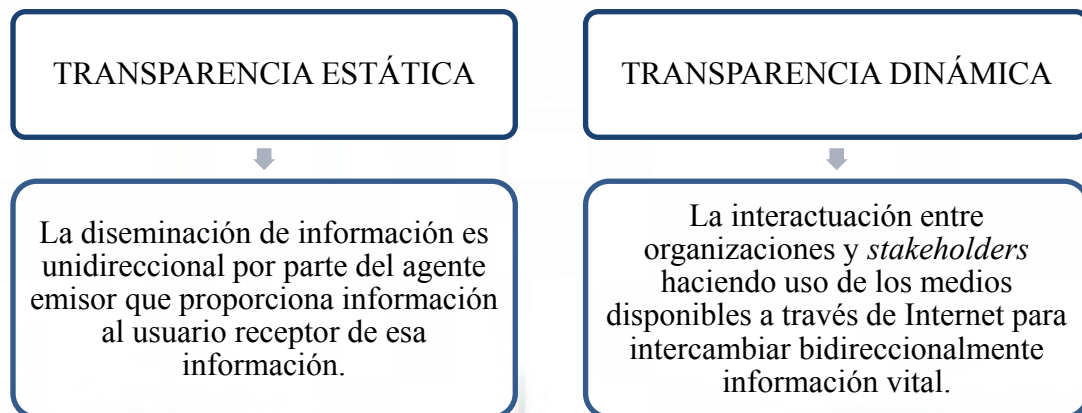 TRANSPARENCIA ESTÁTICA
La diseminación de información es
unidireccional por parte del agente
emisor que proporciona información
al usuario receptor de esa
información.
TRANSPARENCIA DINÁMICA
La interactuación entre
organizaciones y stakeholders
haciendo uso de los medios
disponibles a través de Internet para
intercambiar bidireccionalmente
información vital.